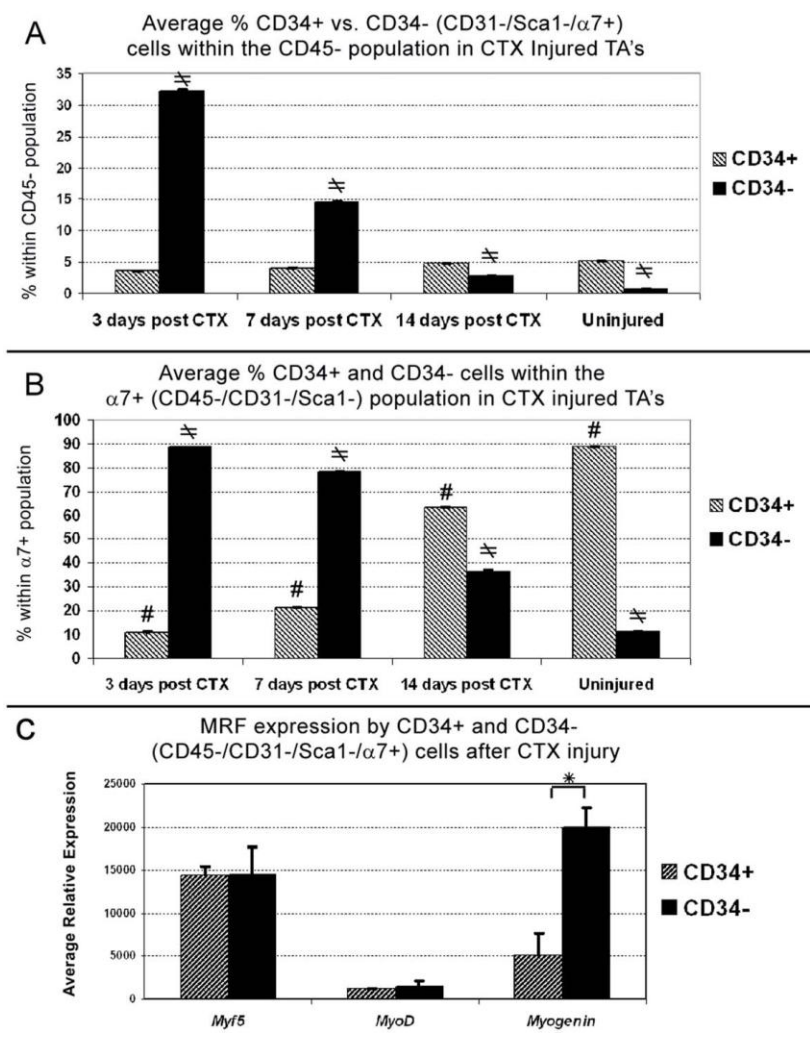 A
Average % CD34+ vs. CD34- (CD31-/Sca1-/α7+)
cells within the CD45- population in CTX Injured TA's
% within CD45- population
35
30
25
20
15
10
5
0
≠
≠
≠
≠
3 days post CTX
7 days post CTX
14 days post CTX
Uninjured
CD34+
CD34-
B
Average % CD34+ and CD34- cells within the
α7+ (CD45-/CD31-/Sca1-) population in CTX injured TA's
% within α7+ population
100
90
80
70
60
50
40
30
20
10
0
#
≠
#
≠
#
≠
#
≠
3 days post CTX
7 days post CTX
14 days post CTX
Uninjured
CD34+
CD34-
C
MRF expression by CD34+ and CD34-
(CD45-/CD31-/Sca1-/α7+) cells after CTX injury
Average Relative Expression
25000
20000
15000
10000
5000
0
*
Myf5
MyoD
Myogenin
CD34+
CD34-